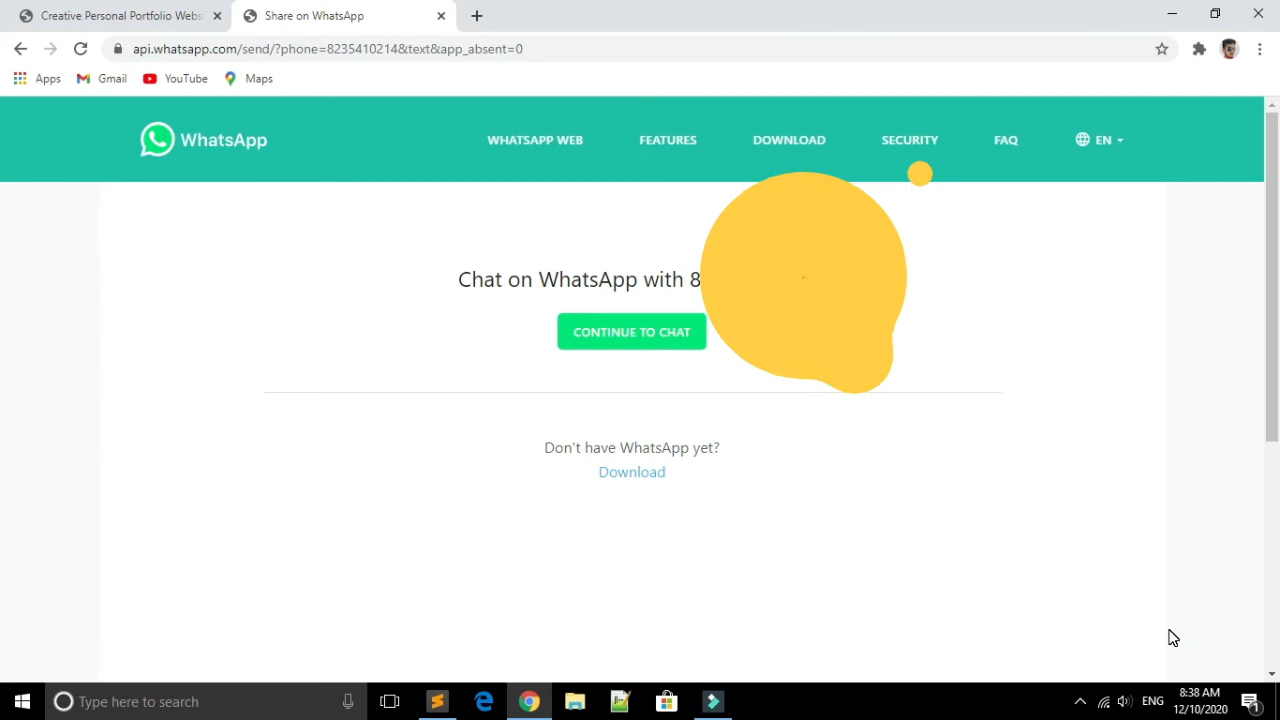 Creative Personal Portfolio Webs
Share on WhatsApp
api.whatsapp.com/send/?phone=8235410214&text&app_absent=0
Apps
Gmail
YouTube
Maps
WhatsApp
WHATSAPP WEB
FEATURES
DOWNLOAD
SECURITY
FAQ
EN
Chat on WhatsApp with 8
CONTINUE TO CHAT
Don't have WhatsApp yet?
Download
Type here to search
ENG
8:38 AM
12/10/2020
1